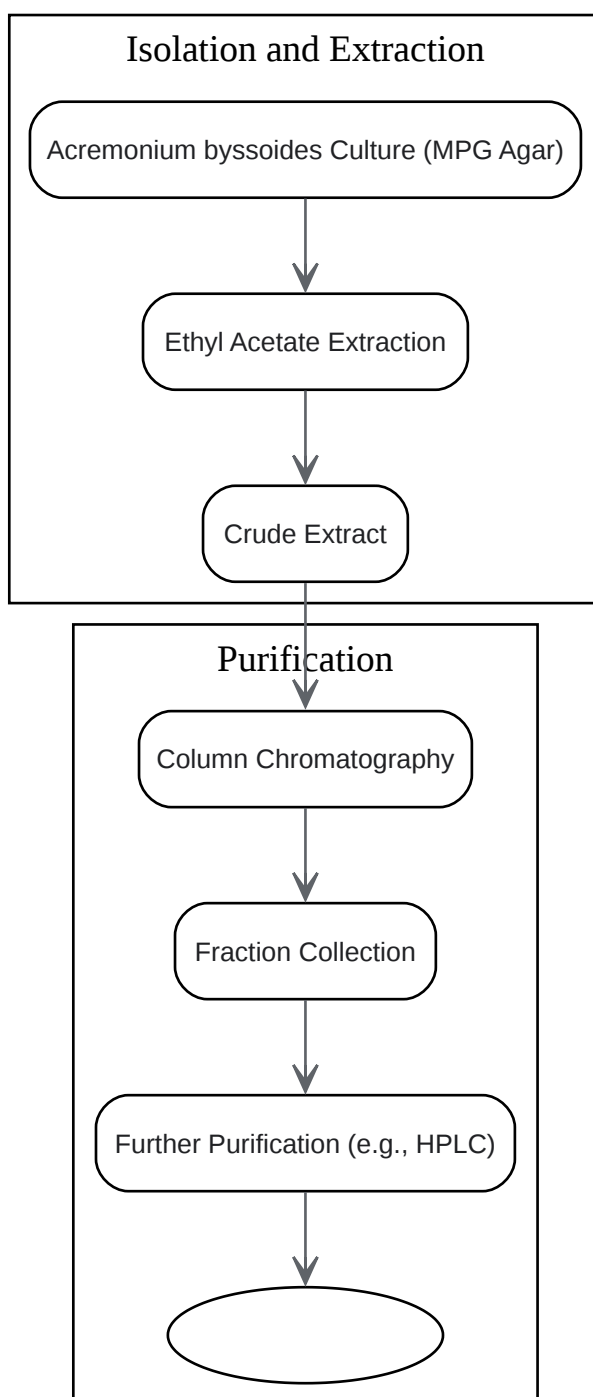 Isolation and Extraction
Acremonium byssoides Culture (MPG Agar)
Ethyl Acetate Extraction
Crude Extract
Purification
Column Chromatography
Fraction Collection
Further Purification (e.g., HPLC)